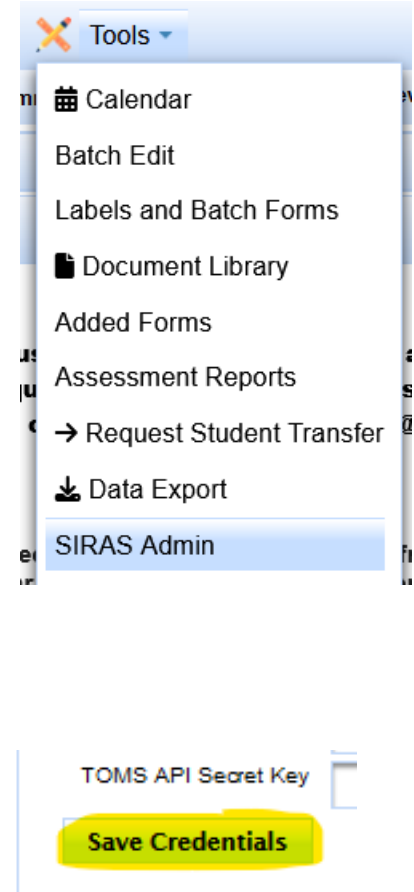 Tools
Calendar
Batch Edit
Labels and Batch Forms
Document Library
Added Forms
Assessment Reports
Request Student Transfer
Data Export
SIRAS Admin
TOMS API Secret Key
Save Credentials